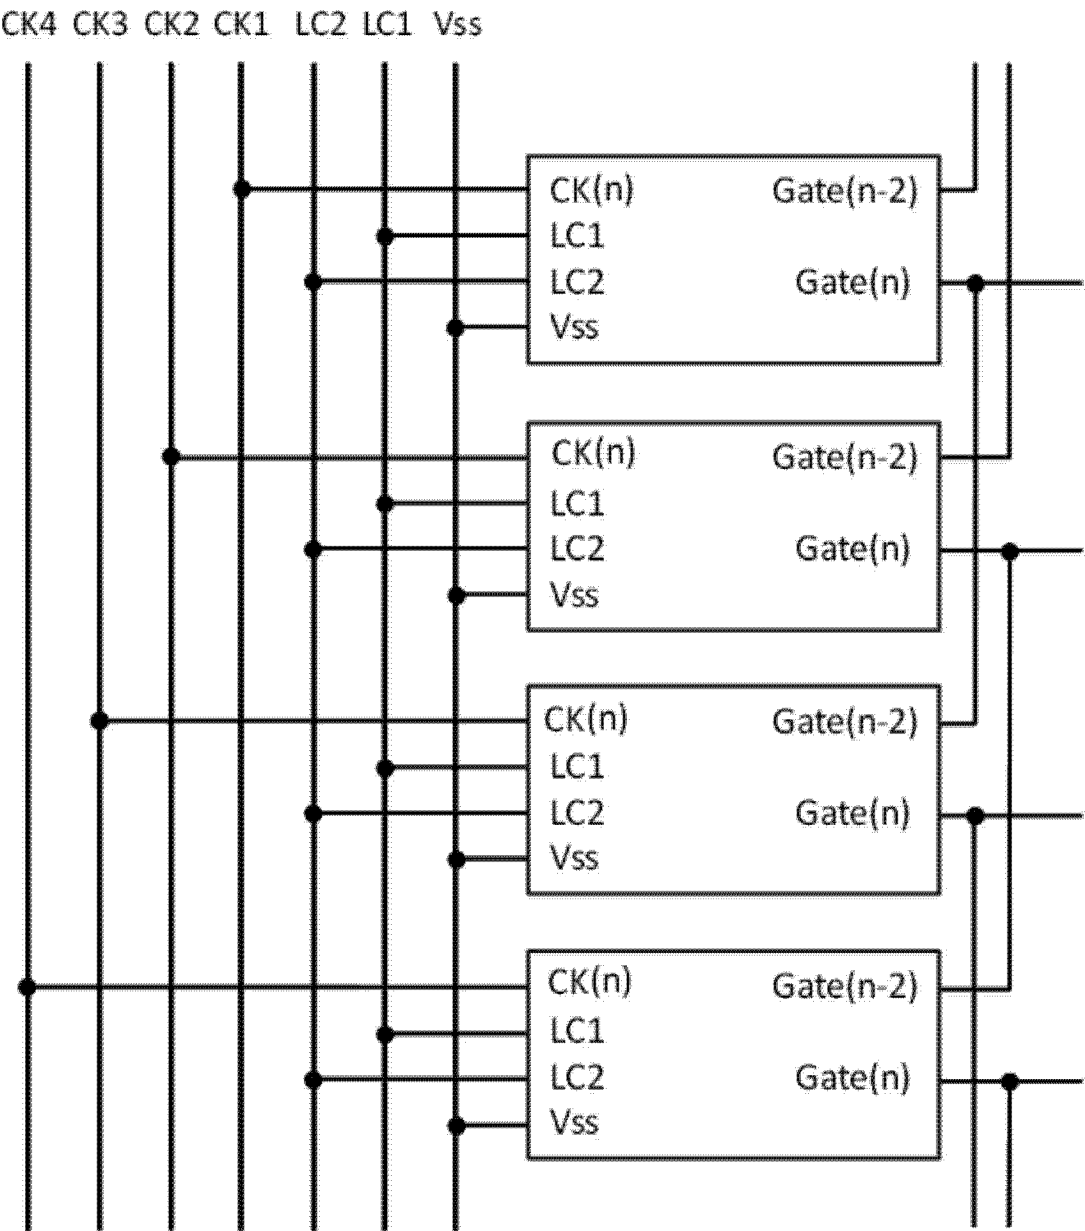 CK4 CK3 CK2 CK1 LC2 LC1 Vss
CK(n) Gate(n-2)
LC1
LC2 Gate(n)
Vss
CK(n) Gate(n-2)
LC1
LC2 Gate(n)
Vss
CK(n) Gate(n-2)
LC1
LC2 Gate(n)
Vss
CK(n) Gate(n-2)
LC1
LC2 Gate(n)
Vss